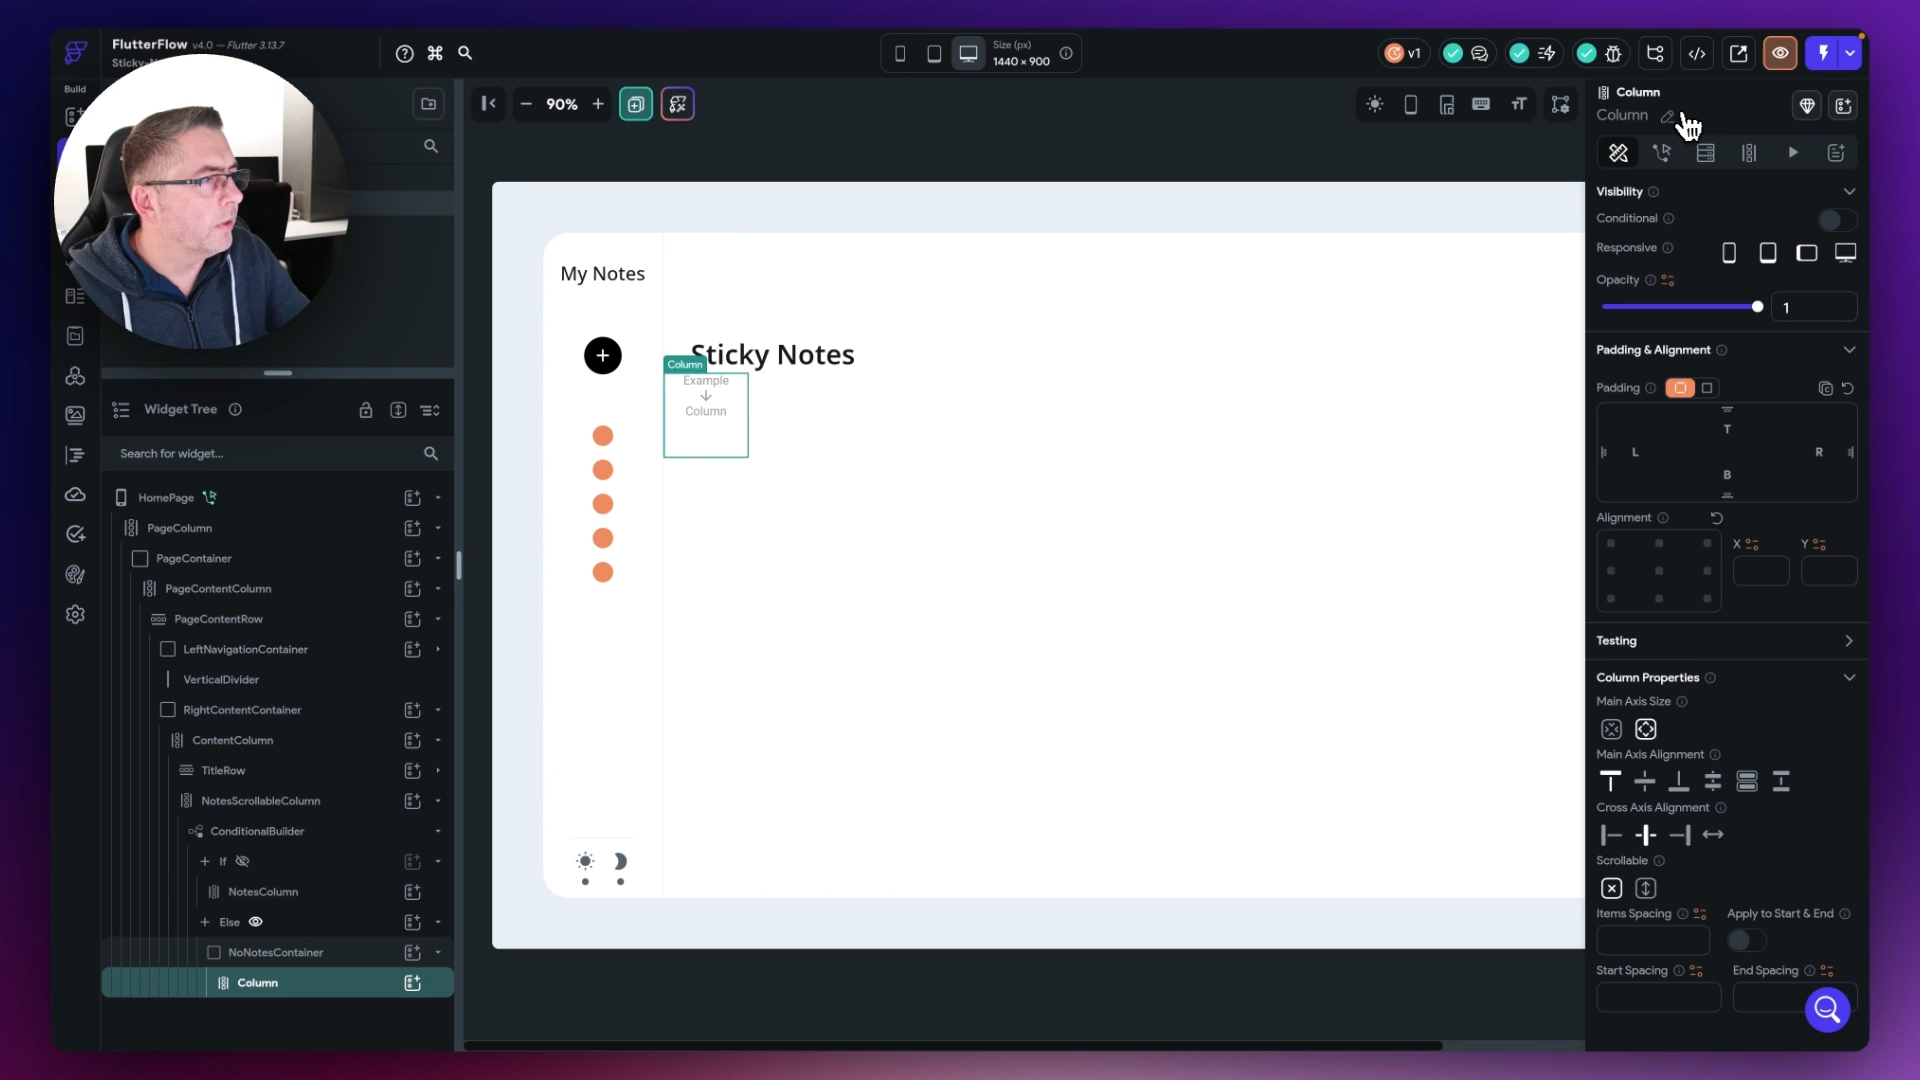 FlutterFlow v4.0 — Flutter 3.13.7
Sticky-N
Size (px)
1440 × 900
v1
Build
90%
Column
Column
Visibility
Conditional
Responsive
Opacity
1
Padding & Alignment
Padding
T
L
R
B
Alignment
X
Y
Testing
Column Properties
Main Axis Size
Main Axis Alignment
Cross Axis Alignment
Scrollable
Items Spacing
Apply to Start & End
Start Spacing
End Spacing
My Notes
Sticky Notes
Column
Example
Column
Widget Tree
Search for widget...
HomePage
PageColumn
PageContainer
PageContentColumn
PageContentRow
LeftNavigationContainer
VerticalDivider
RightContentContainer
ContentColumn
TitleRow
NotesScrollableColumn
ConditionalBuilder
If
NotesColumn
Else
NoNotesContainer
Column